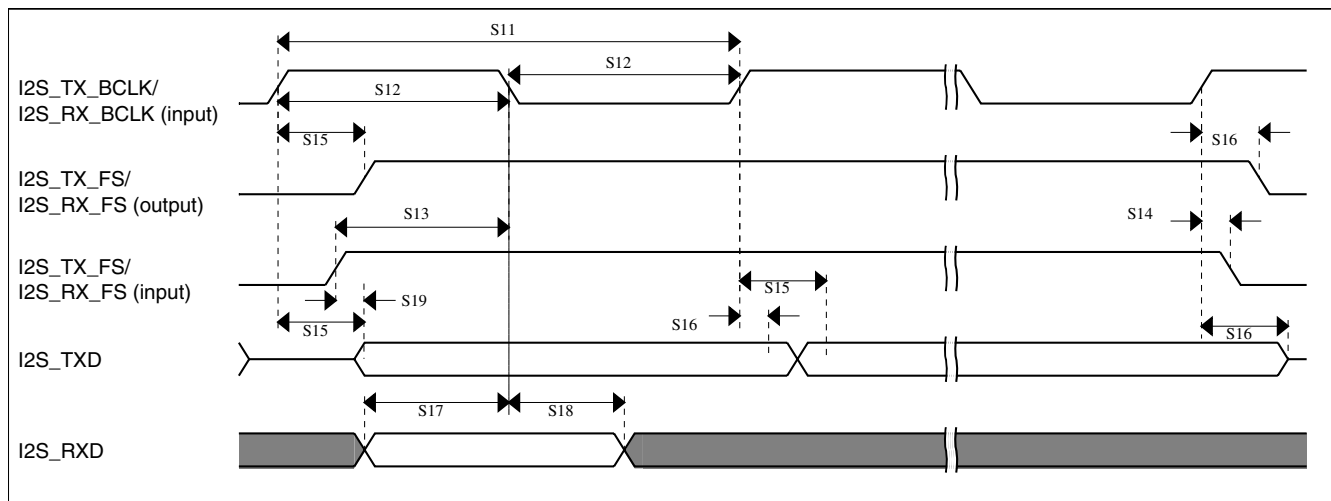 S11
S12
I2S_TX_BCLK/
I2S_RX_BCLK (input)
S12
S15
S16
I2S_TX_FS/
I2S_RX_FS (output)
S13
S14
I2S_TX_FS/
I2S_RX_FS (input)
S15
S19
S16
S15
S16
I2S_TXD
S17
S18
I2S_RXD